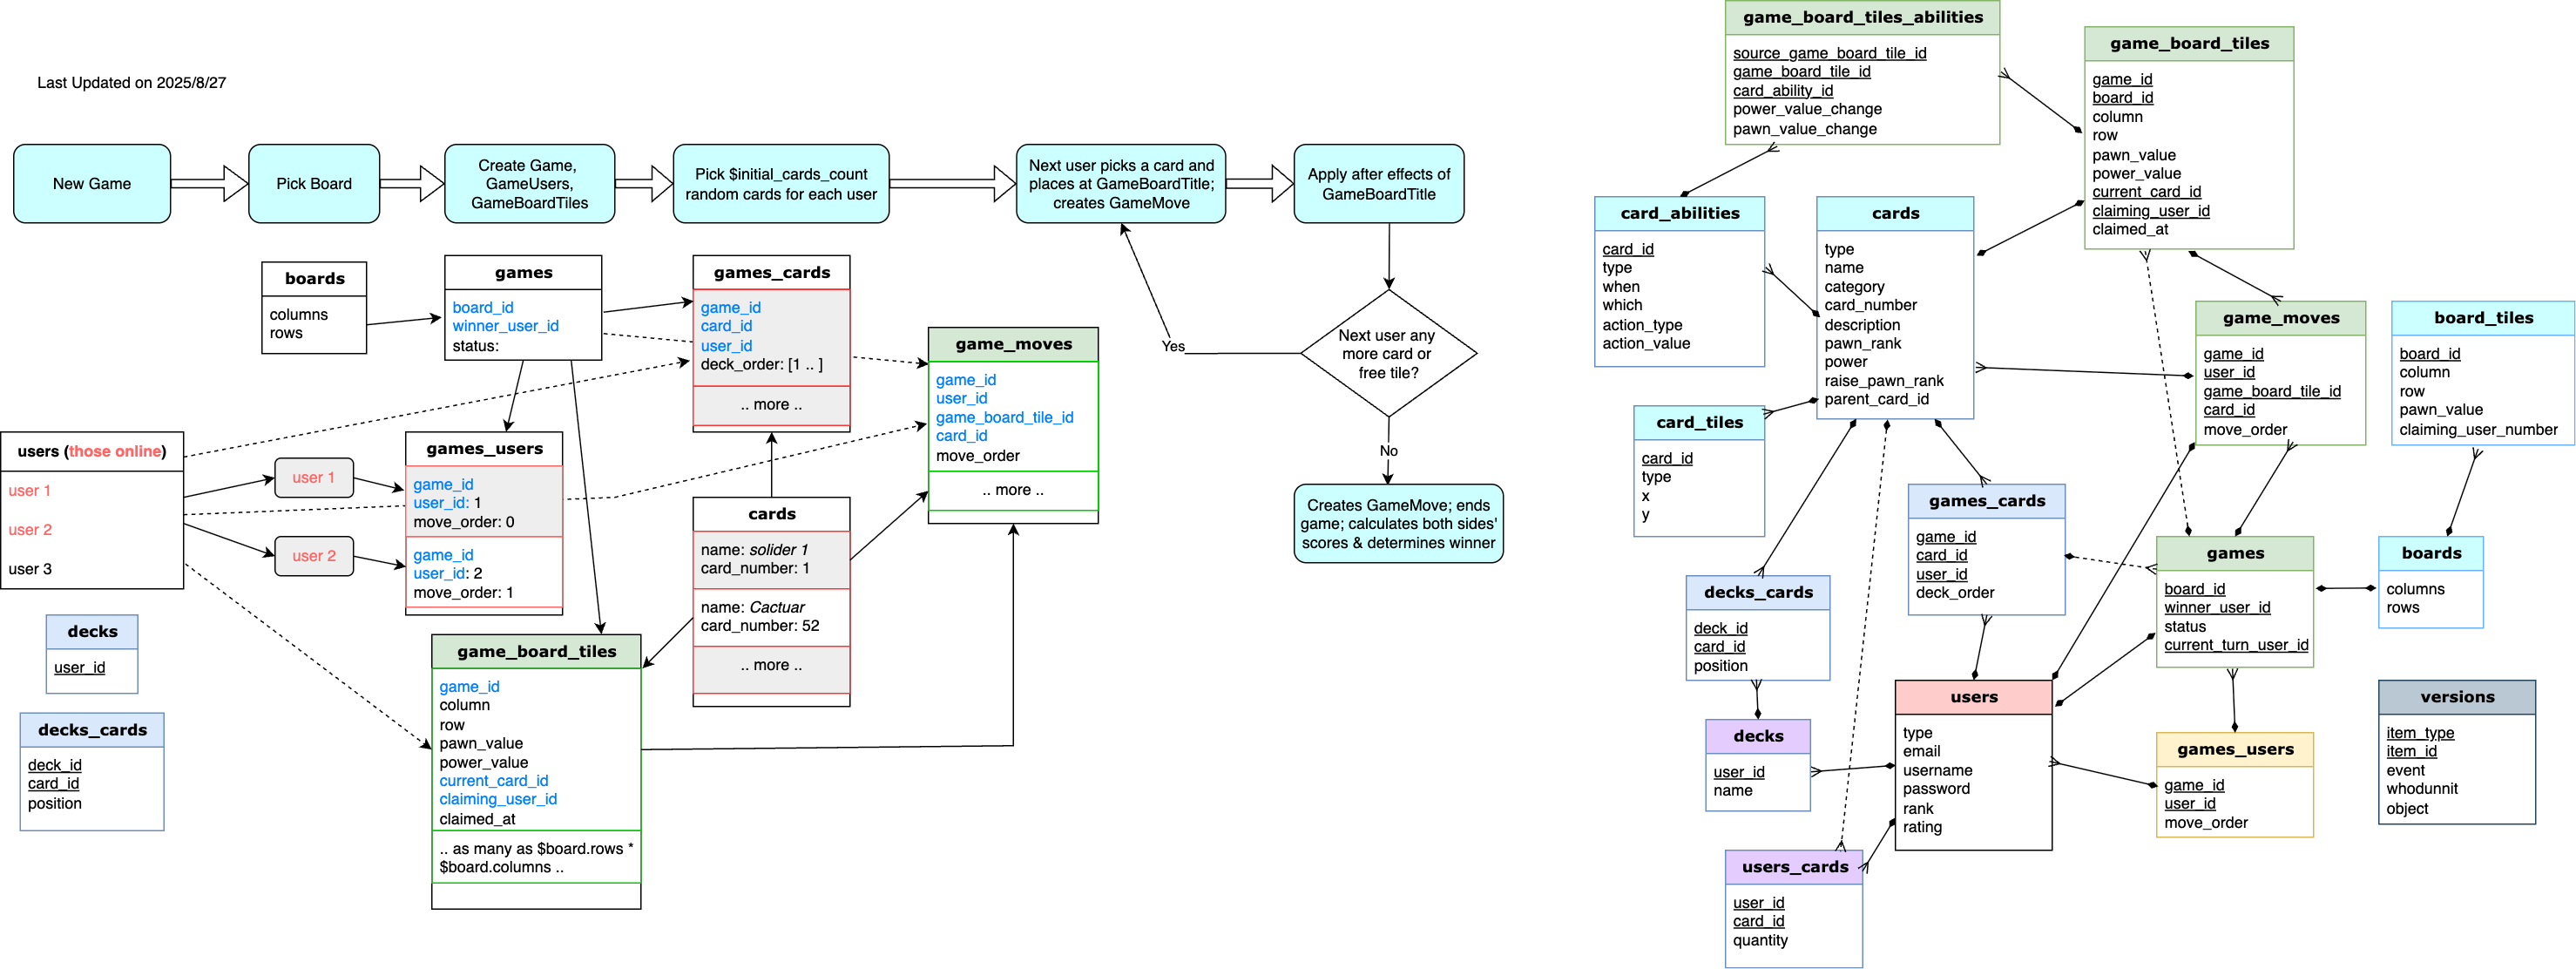 Last Updated on 2025/8/27
New Game
Pick Board
Create Game,
GameUsers,
GameBoardTiles
Pick $initial_cards_count
random cards for each user
Next user picks a card and
places at GameBoardTitle;
creates GameMove
Apply after effects of
GameBoardTitle
Next user any
more card or
free tile?
Yes
No
Creates GameMove; ends
game; calculates both sides'
scores & determines winner
boards
columns
rows
games
board_id
winner_user_id
status:
games_cards
game_id
card_id
user_id
deck_order: [1 .. ]
.. more ..
game_moves
game_id
user_id
game_board_tile_id
card_id
move_order
.. more ..
users (those online)
user 1
user 2
user 3
user 1
user 2
games_users
game_id
user_id: 1
move_order: 0
game_id
user_id: 2
move_order: 1
cards
name: solider 1
card_number: 1
name: Cactuar
card_number: 52
.. more ..
decks
user_id
decks_cards
deck_id
card_id
position
game_board_tiles
game_id
column
row
pawn_value
power_value
current_card_id
claiming_user_id
claimed_at
.. as many as $board.rows *
$board.columns ..
game_board_tiles_abilities
source_game_board_tile_id
game_board_tile_id
card_ability_id
power_value_change
pawn_value_change
game_board_tiles
game_id
board_id
column
row
pawn_value
power_value
current_card_id
claiming_user_id
claimed_at
card_abilities
card_id
type
when
which
action_type
action_value
cards
type
name
category
card_number
description
pawn_rank
power
raise_pawn_rank
parent_card_id
game_moves
game_id
user_id
game_board_tile_id
card_id
move_order
board_tiles
board_id
column
row
pawn_value
claiming_user_number
card_tiles
card_id
type
x
y
games_cards
game_id
card_id
user_id
deck_order
games
board_id
winner_user_id
status
current_turn_user_id
boards
columns
rows
decks_cards
deck_id
card_id
position
users
type
email
username
password
rank
rating
versions
item_type
item_id
event
whodunnit
object
decks
user_id
name
games_users
game_id
user_id
move_order
users_cards
user_id
card_id
quantity